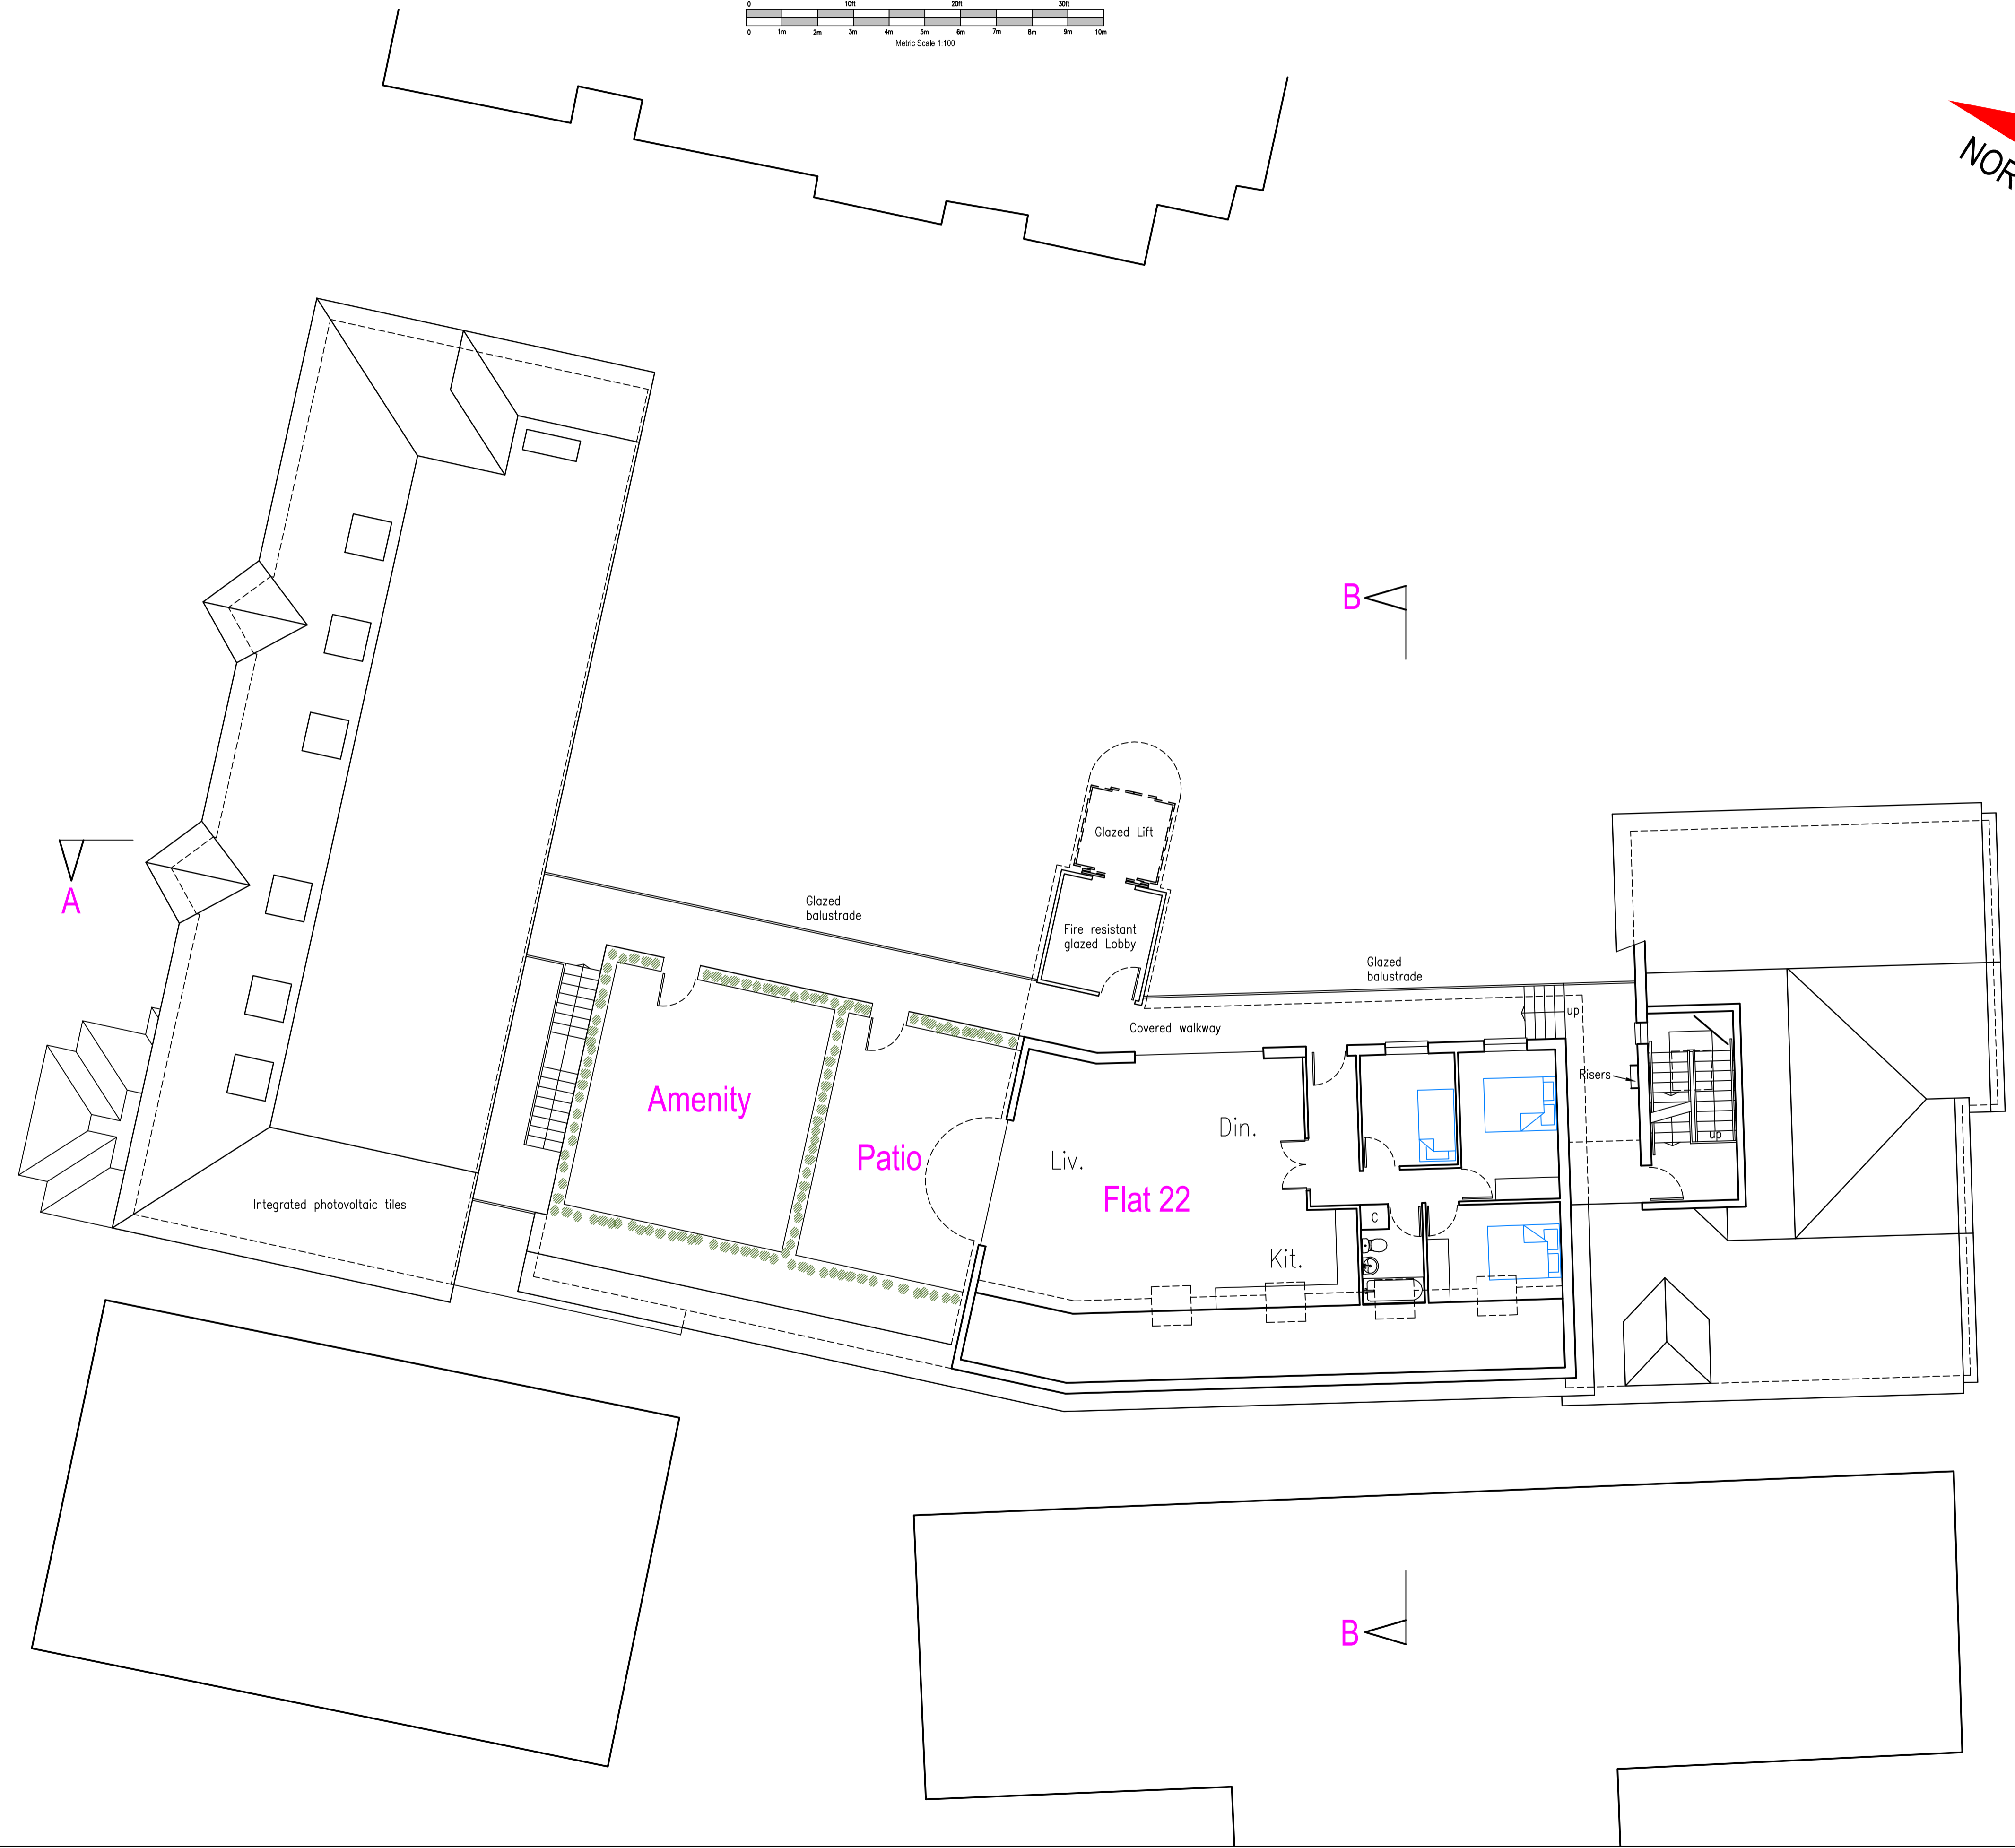 0 10ft 20ft 30ft
0 1m 2m 3m 4m 5m 6m 7m 8m 9m 10m
Metric Scale 1:100
NOR
B
A
Glazed Lift
Glazed
balustrade
Fire resistant
glazed Lobby
Glazed
balustrade
Covered walkway
up
Risers
up
Amenity
Patio
Din.
Liv.
Flat 22
Integrated photovoltaic tiles
C
Kit.
B